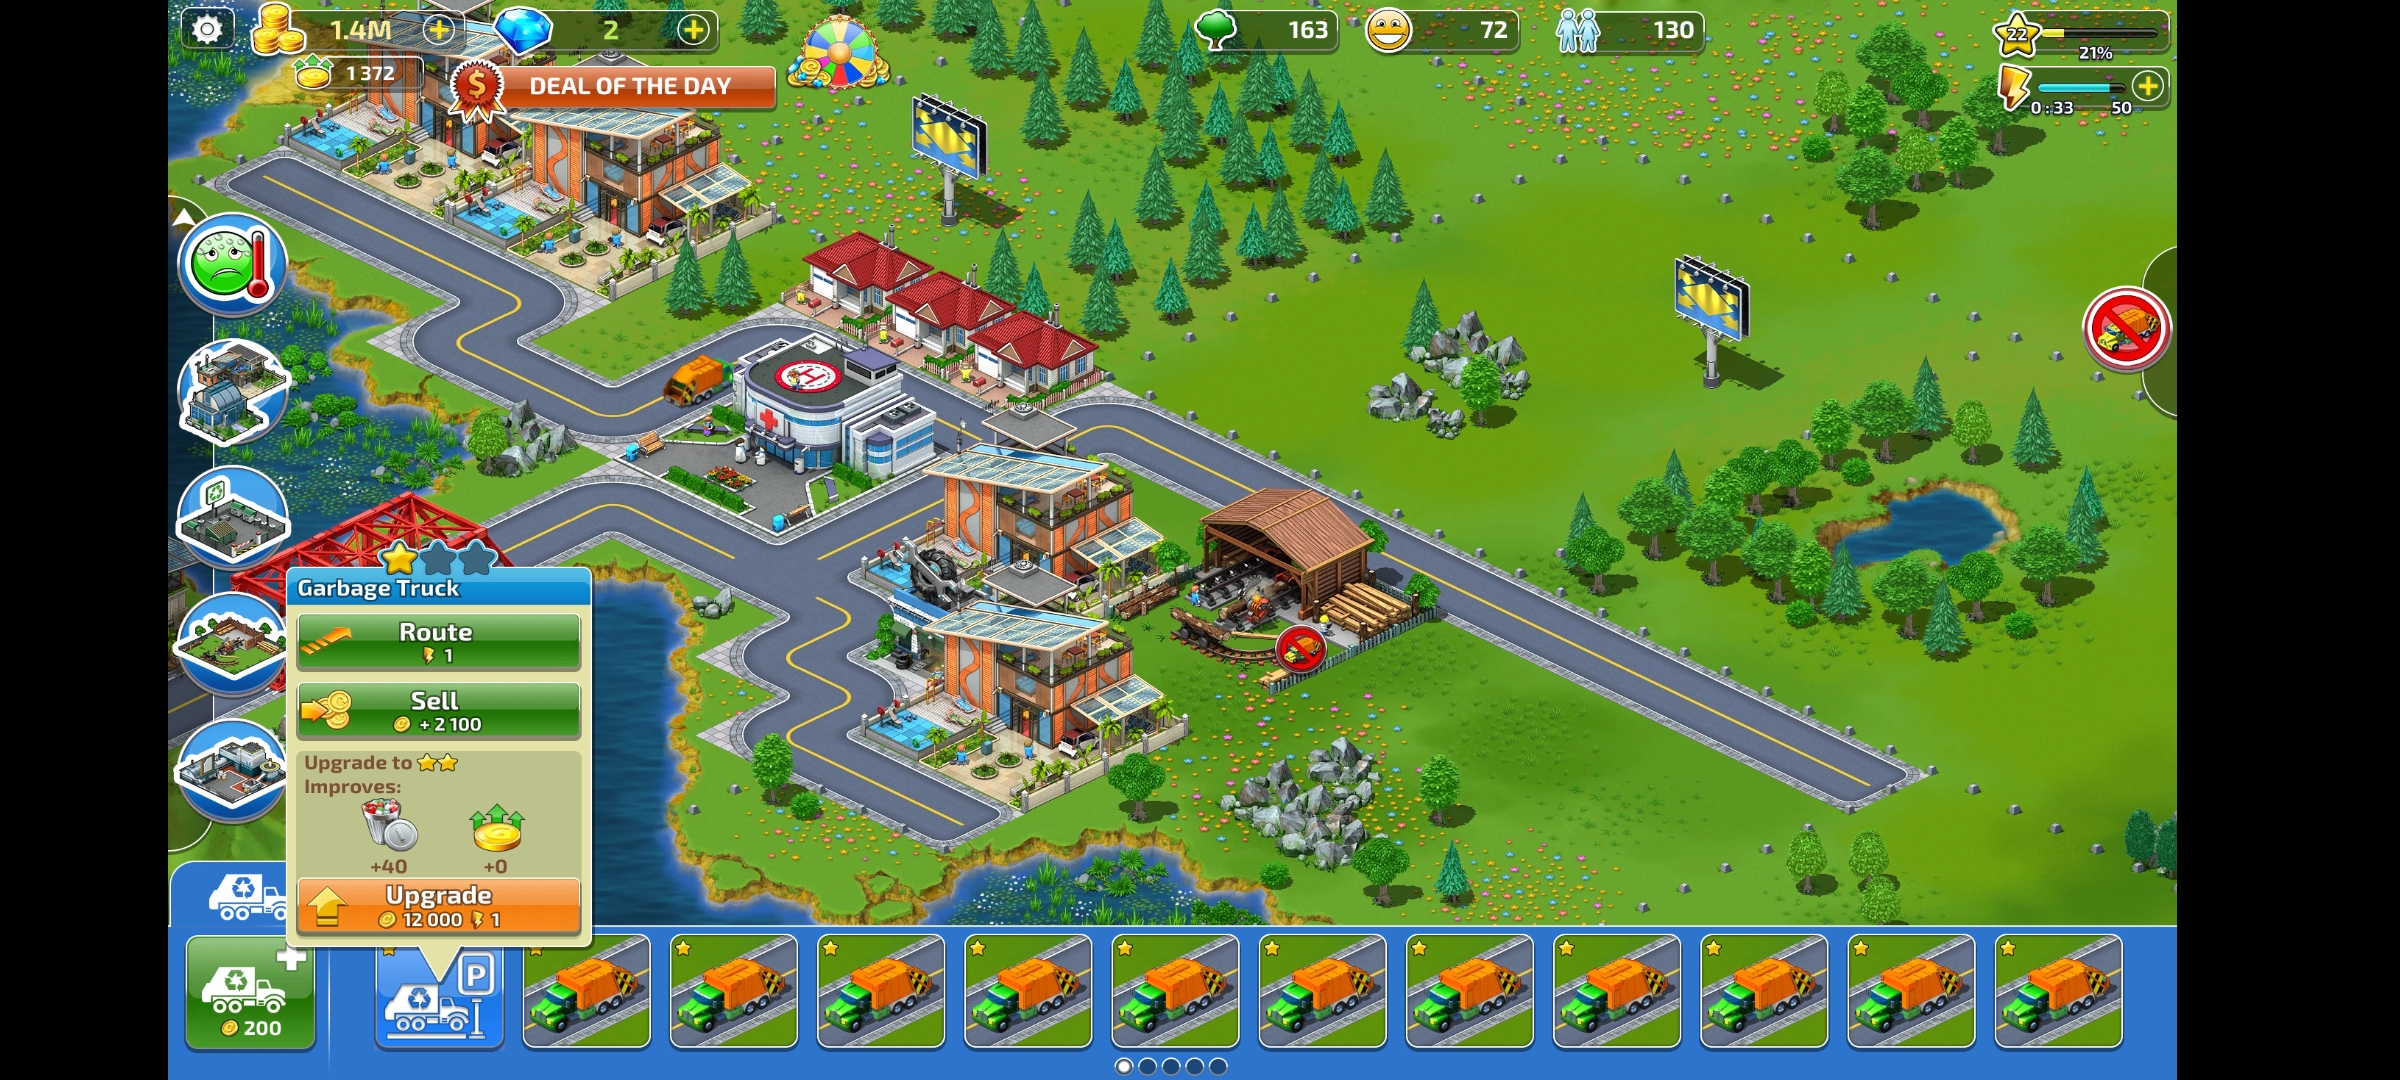 1.4M
2
163
72
130
22
21%
1 372
DEAL OF THE DAY
0:33
50
H
Garbage Truck
Route
1
Sell
+ 2 100
Upgrade to
Improves:
+40
+0
Upgrade
12 000
1
200
P